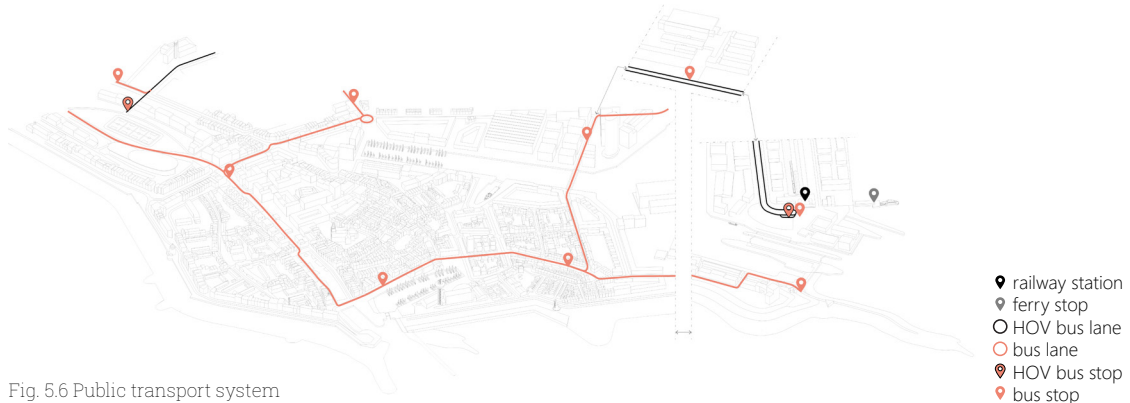 railway station
ferry stop
HOV bus lane
bus lane
HOV bus stop
bus stop
Fig. 5.6 Public transport system